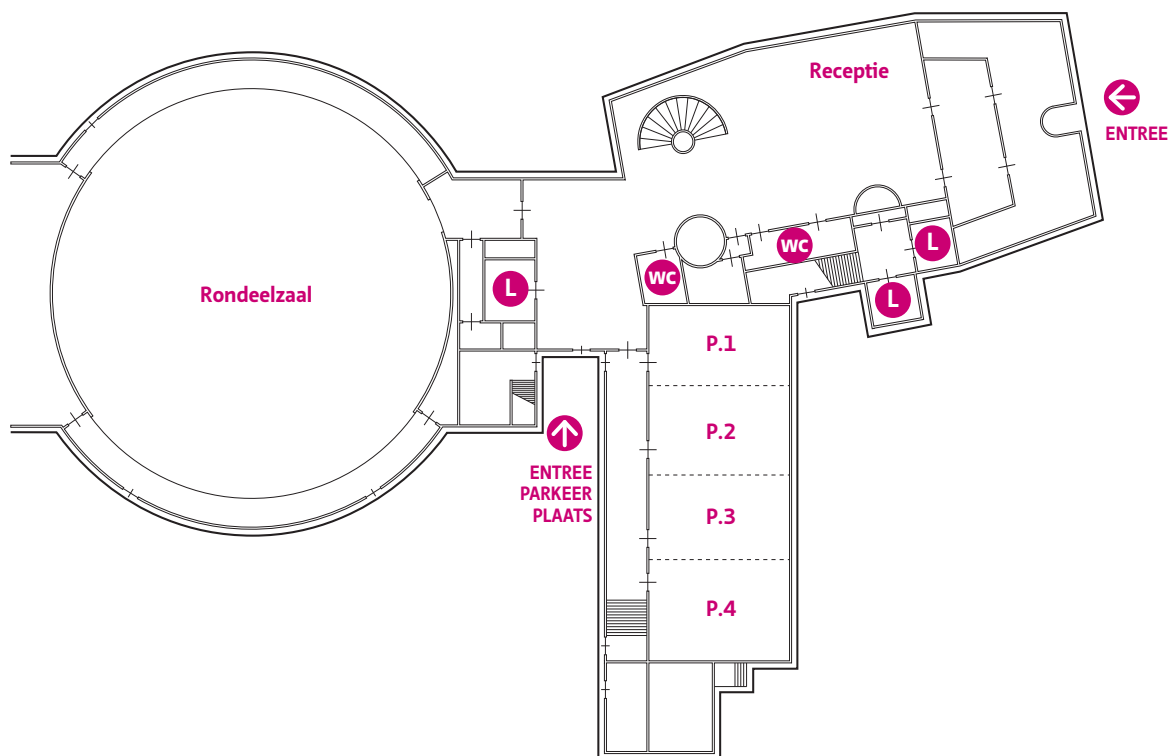 Receptie
ENTREE
WC
L
WC
Rondeelzaal
L
L
P.1
P.2
ENTREE
PARKEER
PLAATS
P.3
P.4